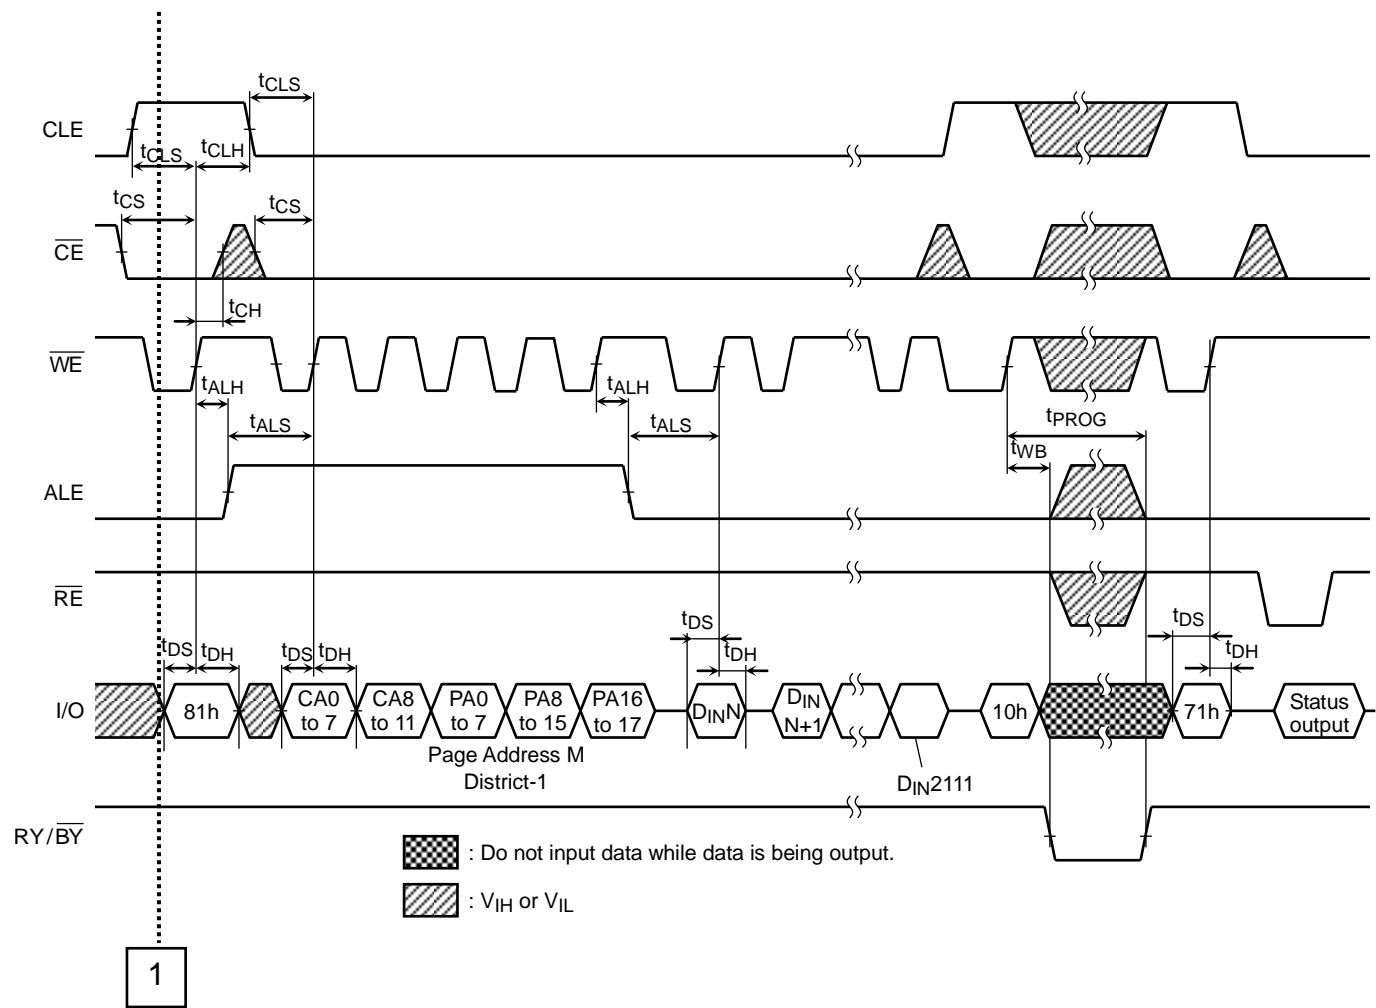 tCLS
CLE
tCLS tCLH
tCS tCS
CE
tCH
WE
tALH tALH
tALS tALS tPROG
tWB
ALE
RE
tDS tDS
tDS tDH tDS tDH tDH tDH
I/O 81h CA0 to 7 CA8 to 11 PA0 to 7 PA8 to 15 PA16 to 17 DINN DIN N+1 10h 71h Status output
Page Address M
District-1
DIN2111
RY/BY
: Do not input data while data is being output.
: VIH or VIL
1